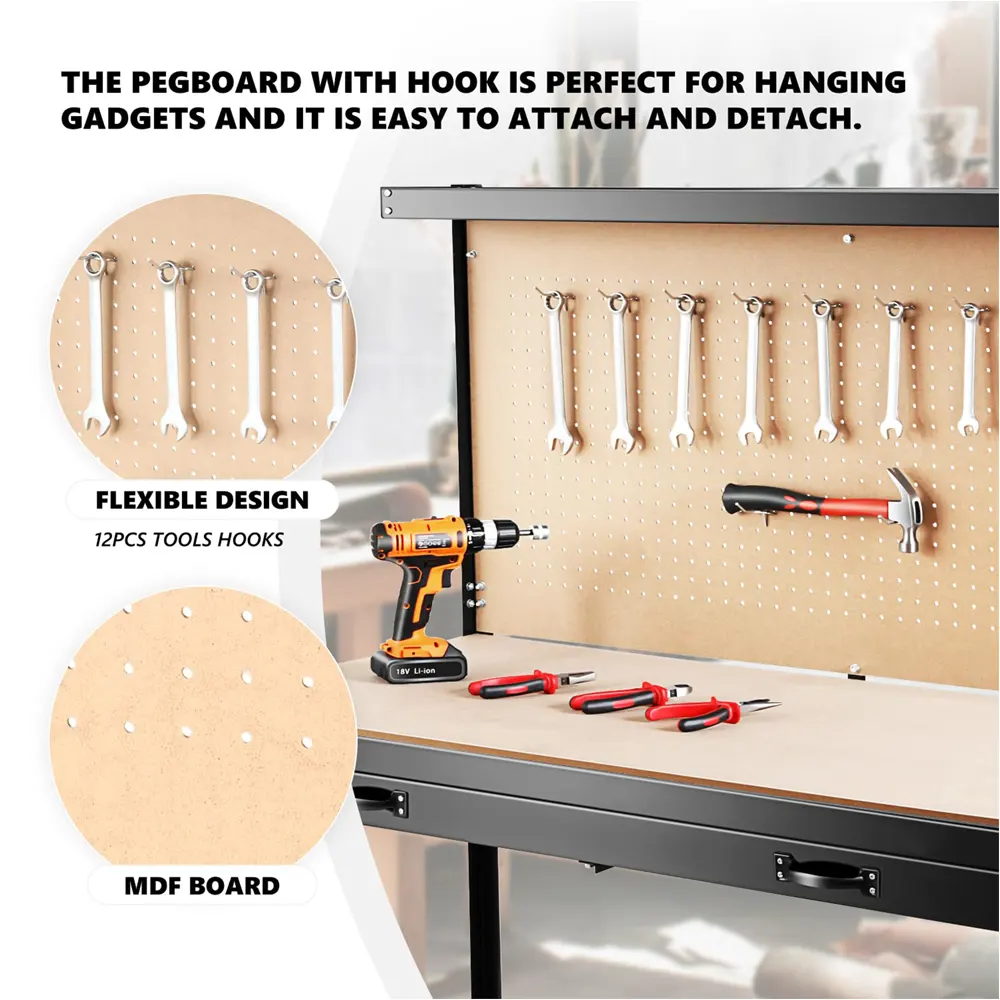 THE PEGBOARD WITH HOOK IS PERFECT FOR HANGING
GADGETS AND IT IS EASY TO ATTACH AND DETACH.
FLEXIBLE DESIGN
12PCS TOOLS HOOKS
18V Li-ion
MDF BOARD